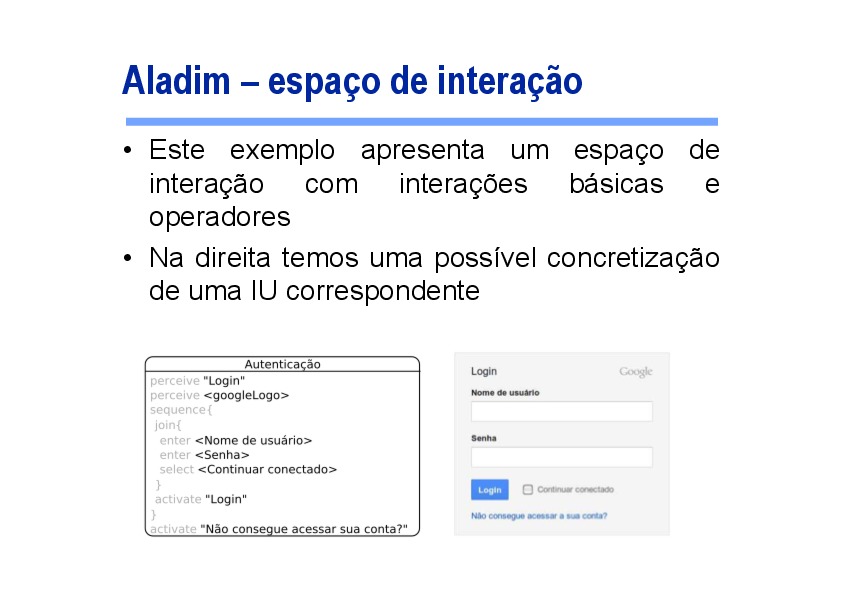 Aladim – espaço de interação
• Este exemplo apresenta um espaço de
interação com interações básicas e
operadores
• Na direita temos uma possível concretização
de uma IU correspondente
Autenticação
perceive "Login"
perceive <googleLogo>
sequence{
join{
enter <Nome de usuário>
enter <Senha>
select <Continuar conectado>
}
activate "Login"
}
activate "Não consegue acessar sua conta?"
Login Google
Nome de usuário
Senha
Login Continuar conectado
Não consegue acessar a sua conta?